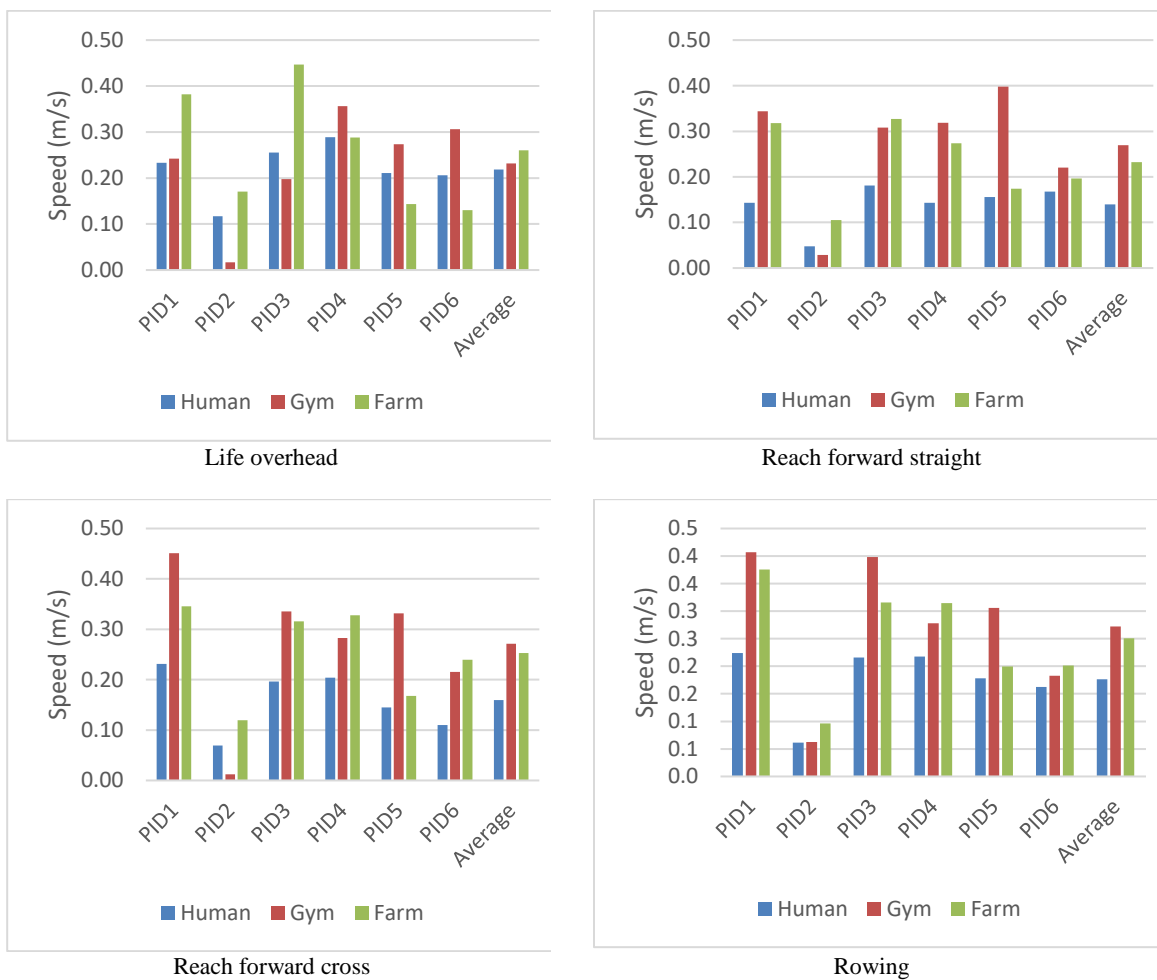 0.50
0.40
0.30
0.20
0.10
0.00
Speed (m/s)
PID1 PID2 PID3 PID4 PID5 PID6 Average
Human Gym Farm
Life overhead
0.50
0.40
0.30
0.20
0.10
0.00
Speed (m/s)
PID1 PID2 PID3 PID4 PID5 PID6 Average
Human Gym Farm
Reach forward straight
0.50
0.40
0.30
0.20
0.10
0.00
Speed (m/s)
PID1 PID2 PID3 PID4 PID5 PID6 Average
Human Gym Farm
Reach forward cross
0.5
0.4
0.4
0.3
0.3
0.2
0.2
0.1
0.1
0.0
Speed (m/s)
PID1 PID2 PID3 PID4 PID5 PID6 Average
Human Gym Farm
Rowing